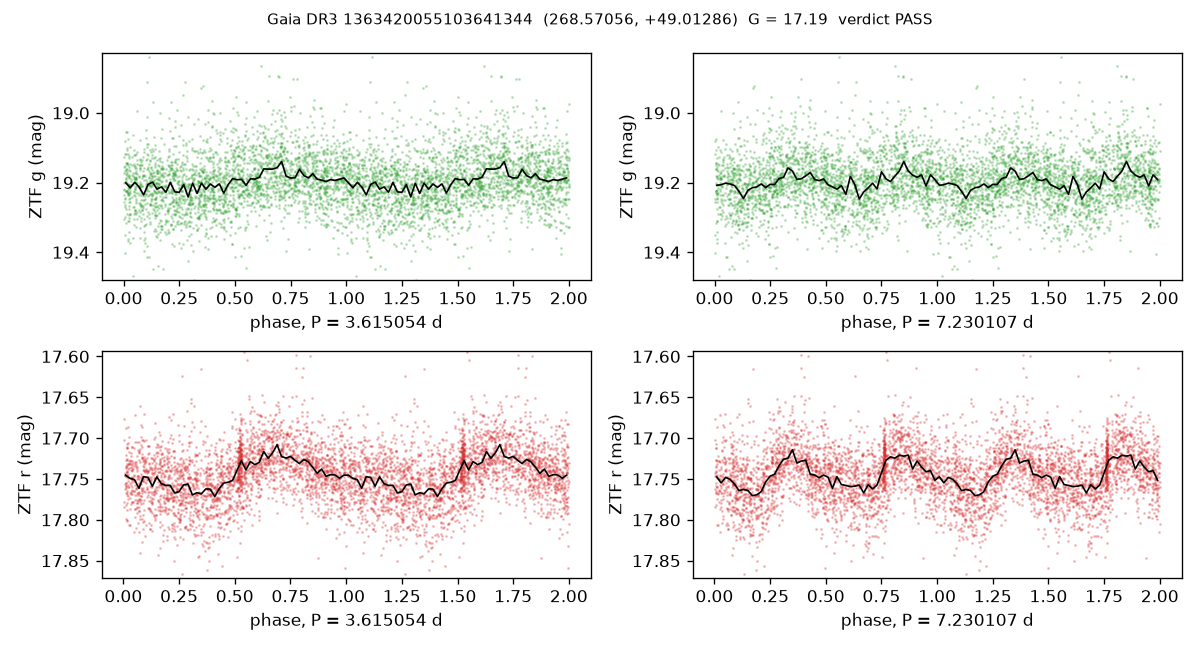 Gaia DR3 1363420055103641344 (268.57056, +49.01286) G = 17.19 verdict PASS
ZTF g (mag)
19.0
19.2
19.4
0.00 0.25 0.50 0.75 1.00 1.25 1.50 1.75 2.00
phase, P = 3.615054 d
ZTF g (mag)
19.0
19.2
19.4
0.00 0.25 0.50 0.75 1.00 1.25 1.50 1.75 2.00
phase, P = 7.230107 d
ZTF r (mag)
17.60
17.65
17.70
17.75
17.80
17.85
0.00 0.25 0.50 0.75 1.00 1.25 1.50 1.75 2.00
phase, P = 3.615054 d
ZTF r (mag)
17.60
17.65
17.70
17.75
17.80
17.85
0.00 0.25 0.50 0.75 1.00 1.25 1.50 1.75 2.00
phase, P = 7.230107 d